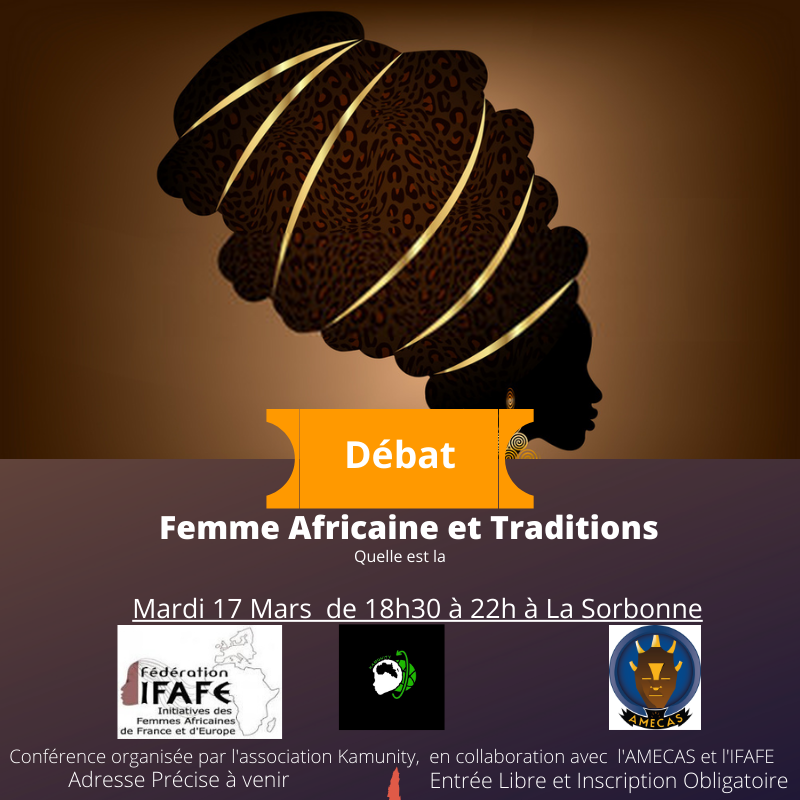 Débat
Femme Africaine et Traditions
Quelle est la
Mardi 17 Mars de 18h30 à 22h à La Sorbonne
Fédération
IFAFE
Initiatives des
Femmes Africaines
de France et d'Europe
KAMUNITY
AMECAS
Conférence organisée par l'association Kamunity, en collaboration avec l'AMECAS et l'IFAFE
Adresse Précise à venir
Entrée Libre et Inscription Obligatoire